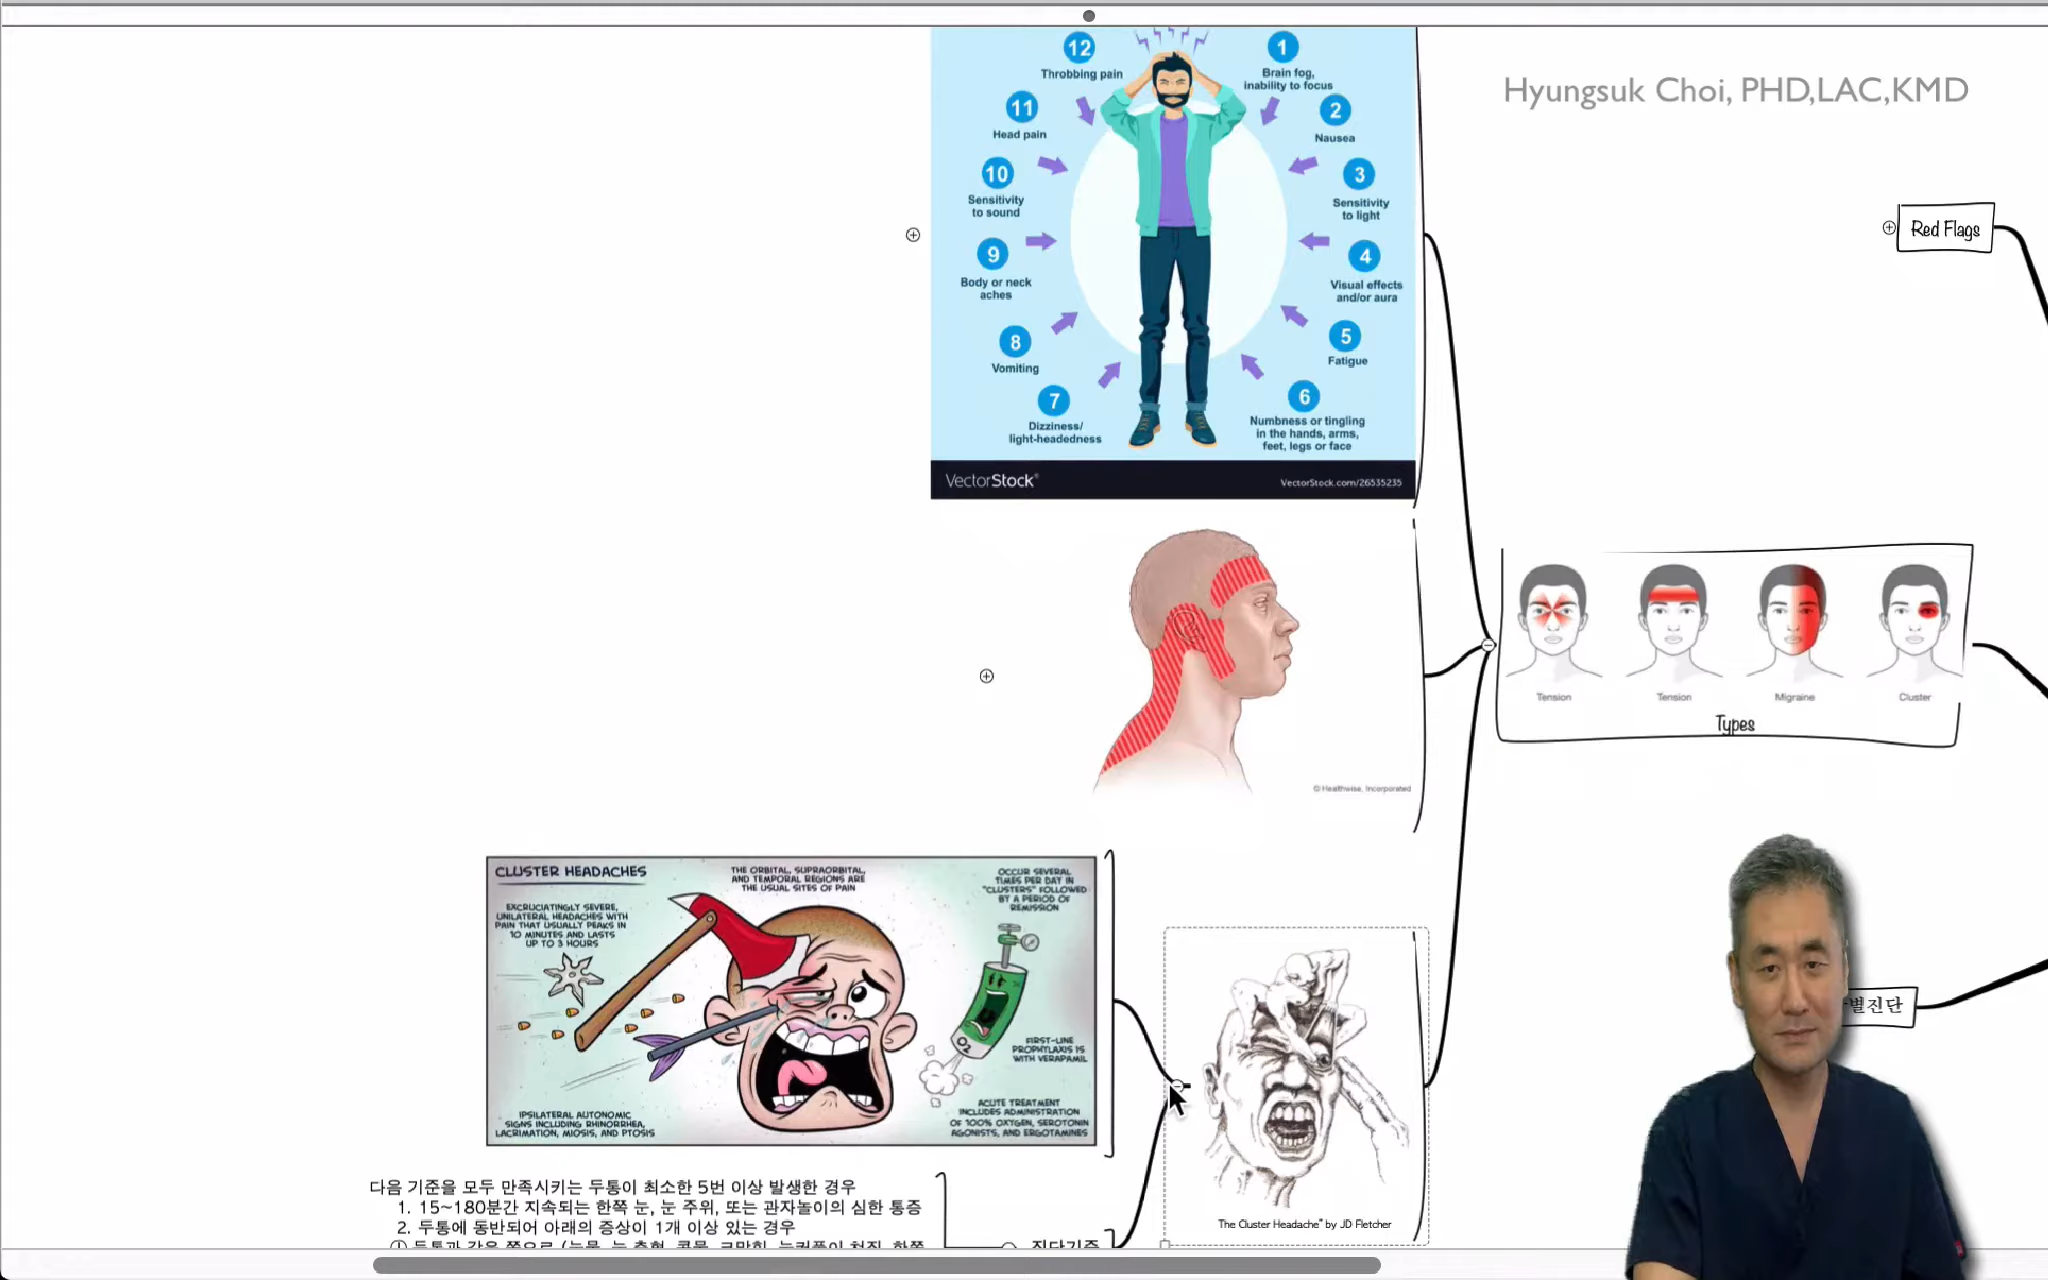 Hyungsuk Choi, PHD,LAC,KMD
12
Throbbing pain
1
Brain fog,
inability to focus
11
Head pain
2
Nausea
10
Sensitivity
to sound
3
Sensitivity
to light
9
Body or neck
aches
4
Visual effects
and/or aura
8
Vomiting
5
Fatigue
7
Dizziness/
light-headedness
6
Numbness or tingling
in the hands, arms,
feet, legs or face
VectorStock®
VectorStock.com/26535235
Red Flags
© Healthwise, Incorporated
Tension
Tension
Migraine
Cluster
Types
CLUSTER HEADACHES
EXCRUCIATINGLY SEVERE,
UNILATERAL HEADACHES WITH
PAIN THAT USUALLY PEAKS IN
10 MINUTES AND LASTS
UP TO 3 HOURS
THE ORBITAL, SUPRAORBITAL,
AND TEMPORAL REGIONS ARE
THE USUAL SITES OF PAIN
OCCUR SEVERAL
TIMES PER DAY IN
"CLUSTERS" FOLLOWED
BY A PERIOD OF
REMISSION
O2
FIRST-LINE
PROPHYLAXIS IS
WITH VERAPAMIL
IPSILATERAL AUTONOMIC
SIGNS INCLUDING RHINORRHEA,
LACRIMATION, MIOSIS, AND PTOSIS
ACUTE TREATMENT
INCLUDES ADMINISTRATION
OF 100% OXYGEN, SEROTONIN
AGONISTS, AND ERGOTAMINES
The Cluster Headache" by JD Fletcher
별진단
다음 기준을 모두 만족시키는 두통이 최소한 5번 이상 발생한 경우
1. 15~180분간 지속되는 한쪽 눈, 눈 주위, 또는 관자놀이의 심한 통증
2. 두통에 동반되어 아래의 증상이 1개 이상 있는 경우
진단기준